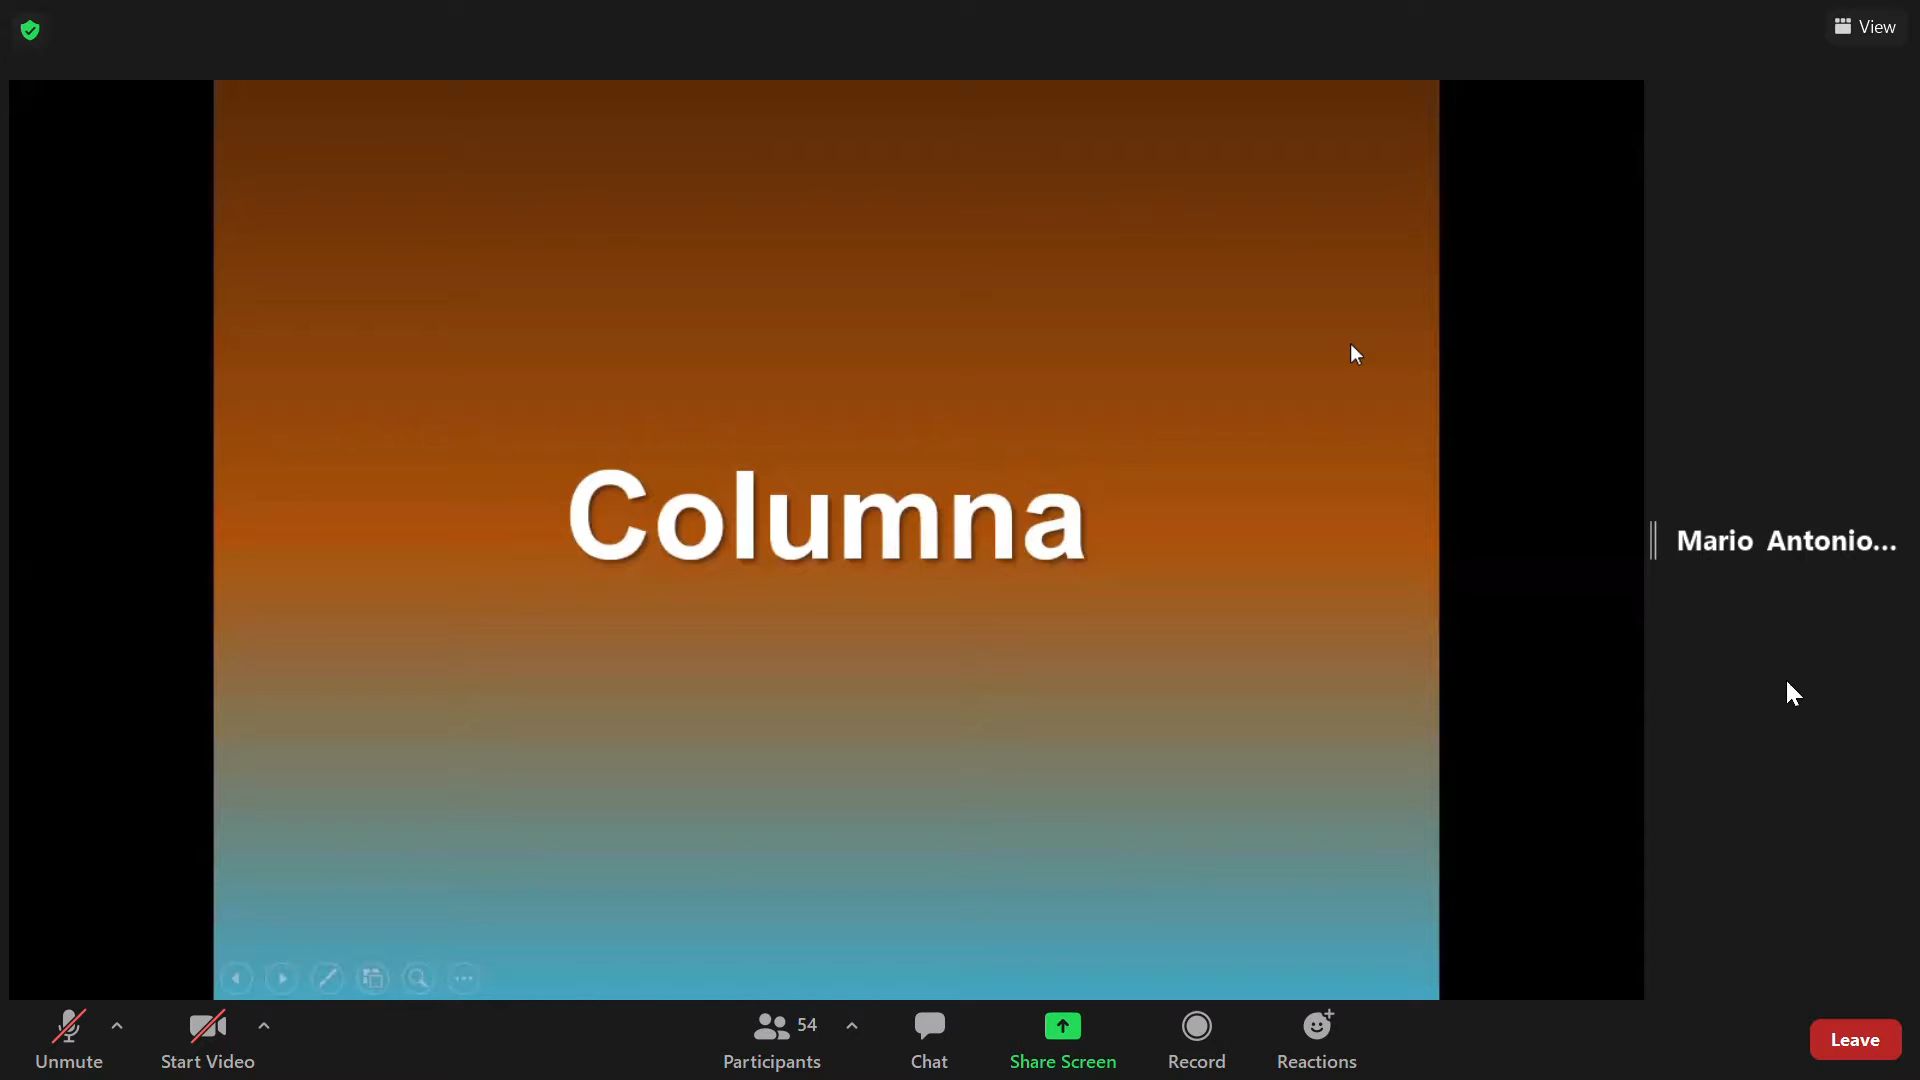 View
Columna
Mario Antonio...
Unmute
Start Video
54
Participants
Chat
Share Screen
Record
Reactions
Leave